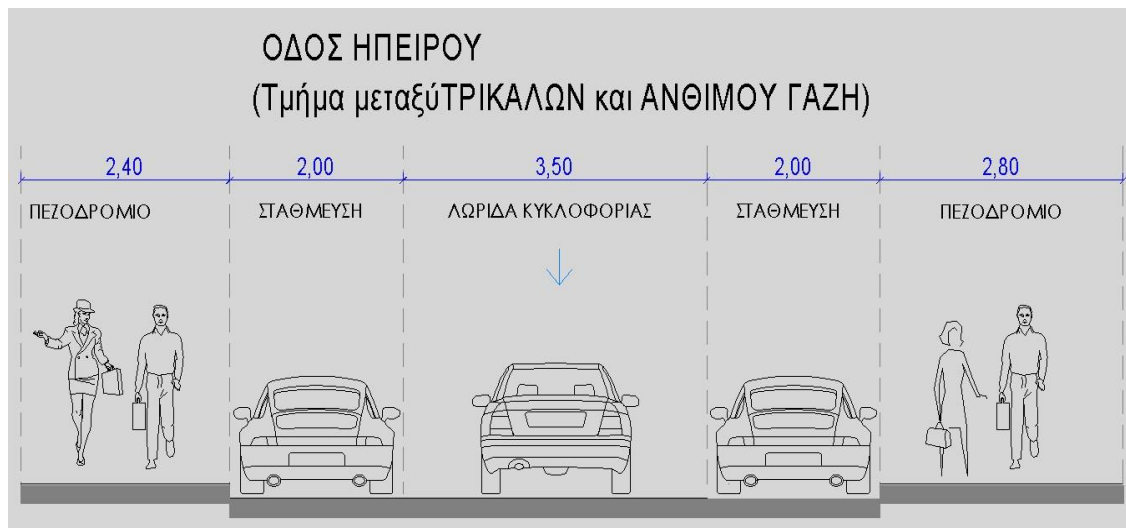 ΟΔΟΣ ΗΠΕΙΡΟΥ
(Τμήμα μεταξύΤΡΙΚΑΛΩΝ και ΑΝΘΙΜΟΥ ΓΑΖΗ)
2,40 2,00 3,50 2,00 2,80
ΠΕΖΟΔΡΟΜΙΟ ΣΤΑΘΜΕΥΣΗ ΛΩΡΙΔΑ ΚΥΚΛΟΦΟΡΙΑΣ ΣΤΑΘΜΕΥΣΗ ΠΕΖΟΔΡΟΜΙΟ